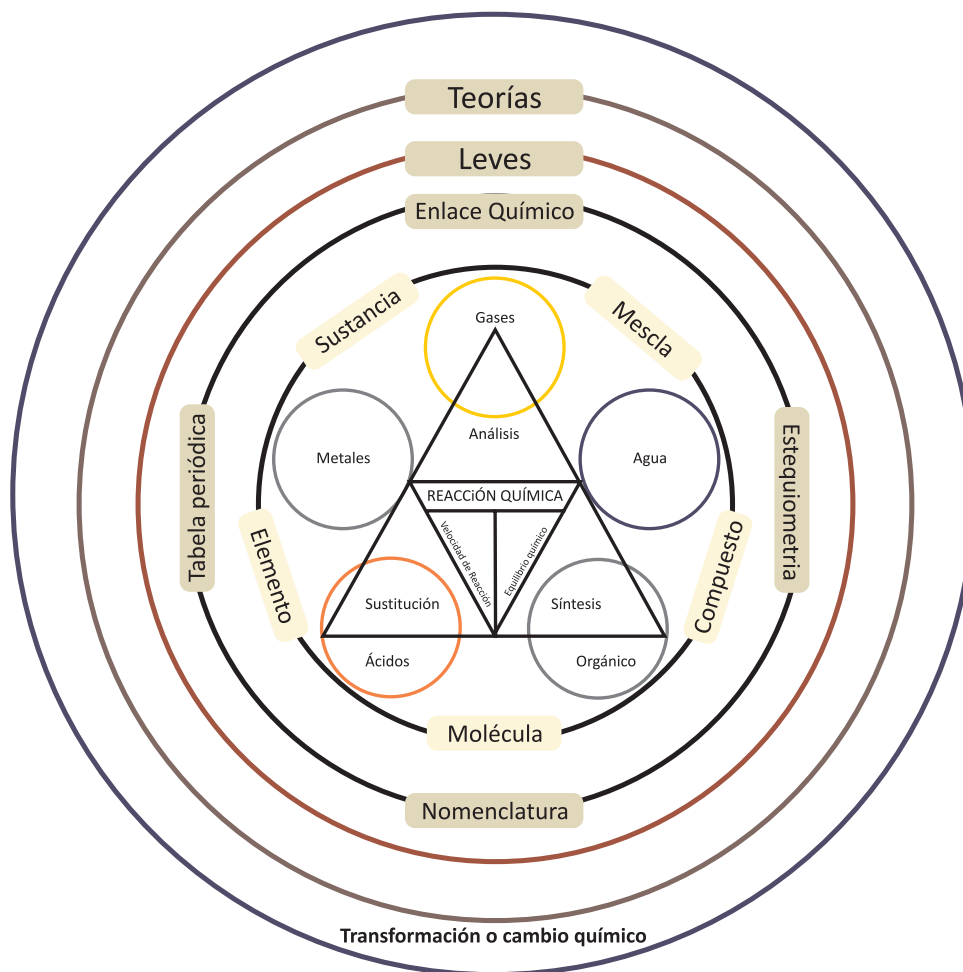 Teorías
Leves
Enlace Químico
Sustancia
Mescla
Gases
Análisis
Metales
Agua
Tabela periódica
Estequiometria
REACCiÓN QUÍMICA
Velocidad de Reacción
Equilibrio químico
Elemento
Compuesto
Sustitución
Síntesis
Ácidos
Orgánico
Molécula
Nomenclatura
Transformación o cambio químico